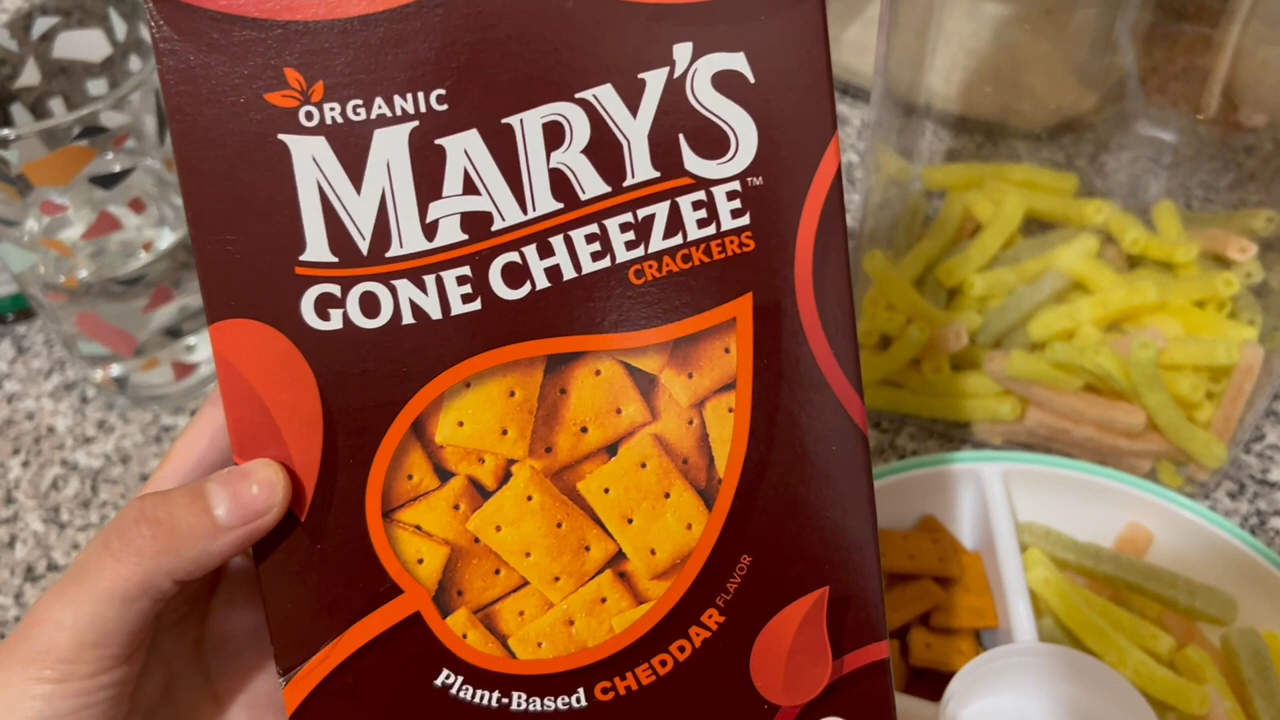 ORGANIC
MARY'S
GONE CHEEZEE™
CRACKERS
Plant-Based CHEDDAR FLAVOR